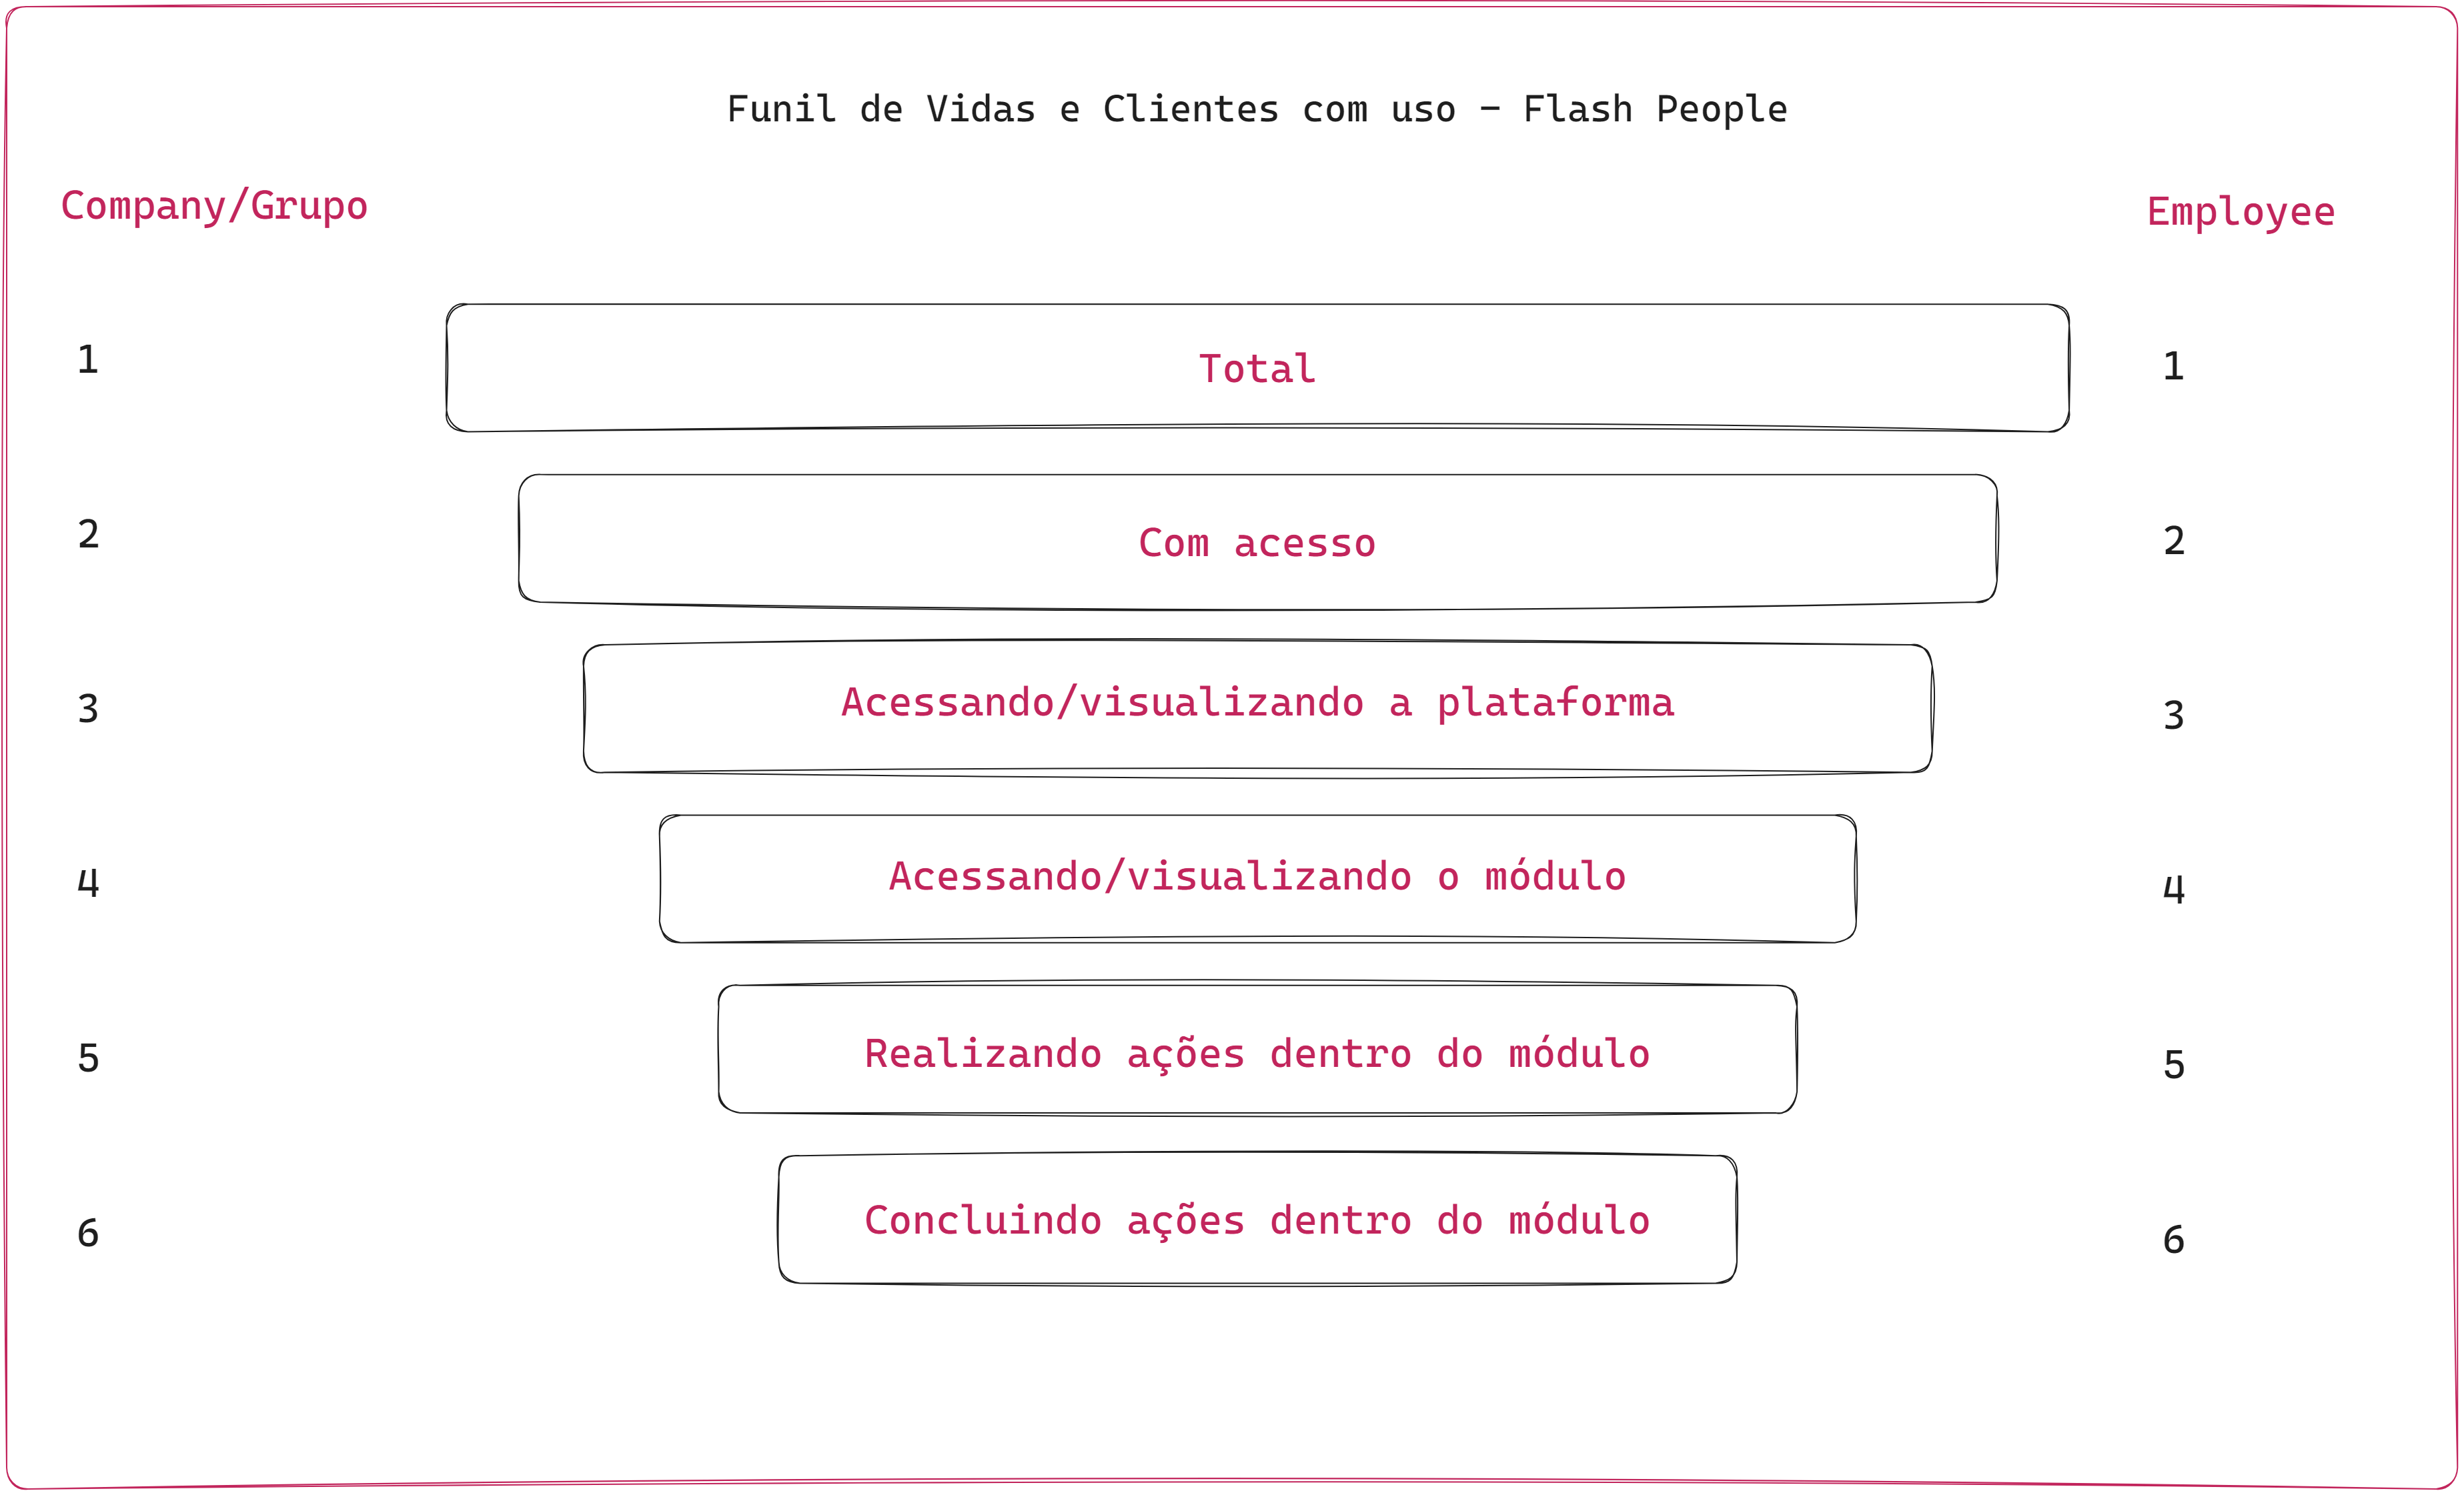 Funil de Vidas e Clientes com uso - Flash People
Company/Grupo
Employee
1
Total
1
2
Com acesso
2
3
Acessando/visualizando a plataforma
3
4
Acessando/visualizando o módulo
4
5
Realizando ações dentro do módulo
5
6
Concluindo ações dentro do módulo
6